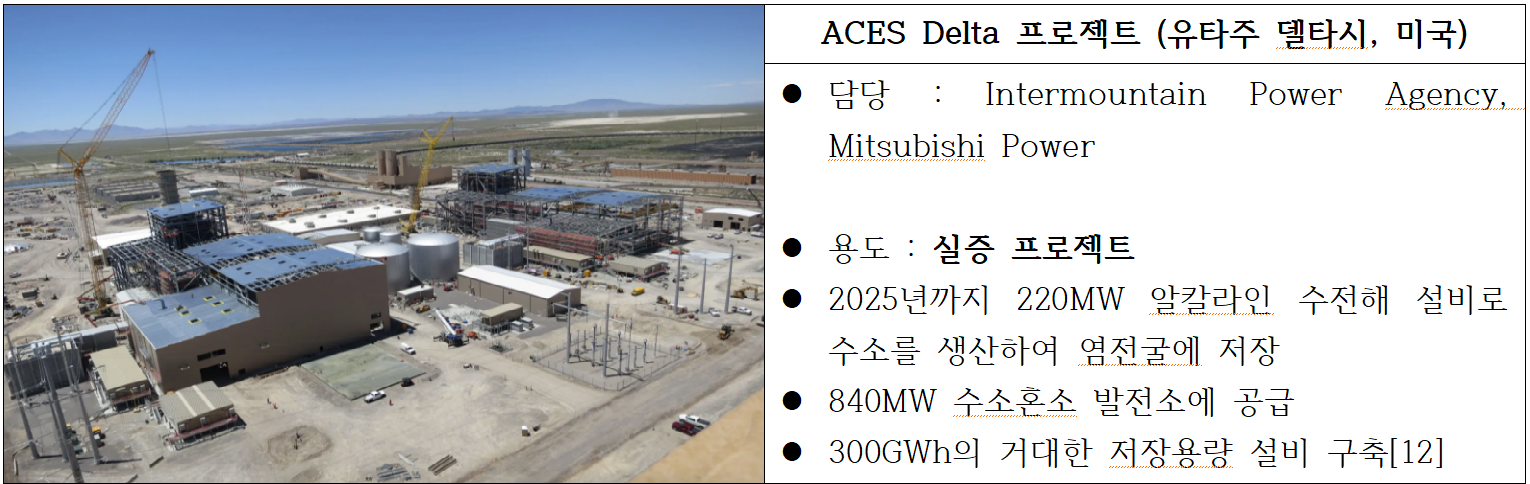 ACES Delta 프로젝트 (유타주 델타시, 미국)
● 담당 : Intermountain Power Agency,
Mitsubishi Power
● 용도 : 실증 프로젝트
● 2025년까지 220MW 알칼라인 수전해 설비로
수소를 생산하여 염전굴에 저장
● 840MW 수소혼소 발전소에 공급
● 300GWh의 거대한 저장용량 설비 구축[12]